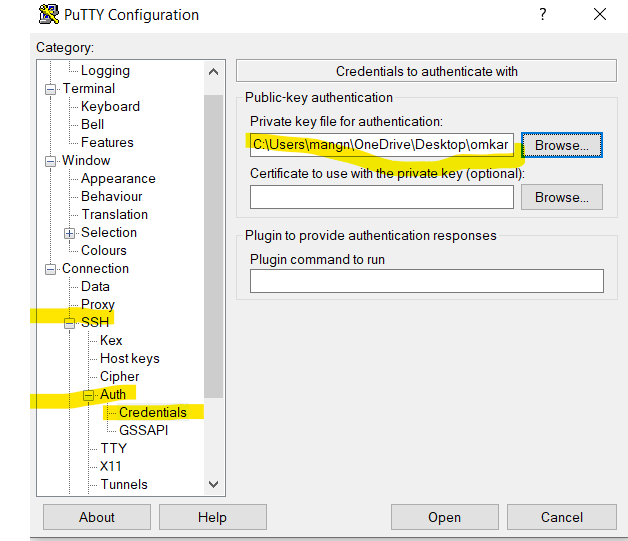 PuTTY Configuration
?
Category:
Logging
Terminal
Keyboard
Bell
Features
Window
Appearance
Behaviour
Translation
Selection
Colours
Connection
Data
Proxy
SSH
Kex
Host keys
Cipher
Auth
Credentials
GSSAPI
TTY
X11
Tunnels
Credentials to authenticate with
Public-key authentication
Private key file for authentication:
C:\Users\mangn\OneDrive\Desktop\omkar
Browse...
Certificate to use with the private key (optional):
Browse...
Plugin to provide authentication responses
Plugin command to run
About
Help
Open
Cancel